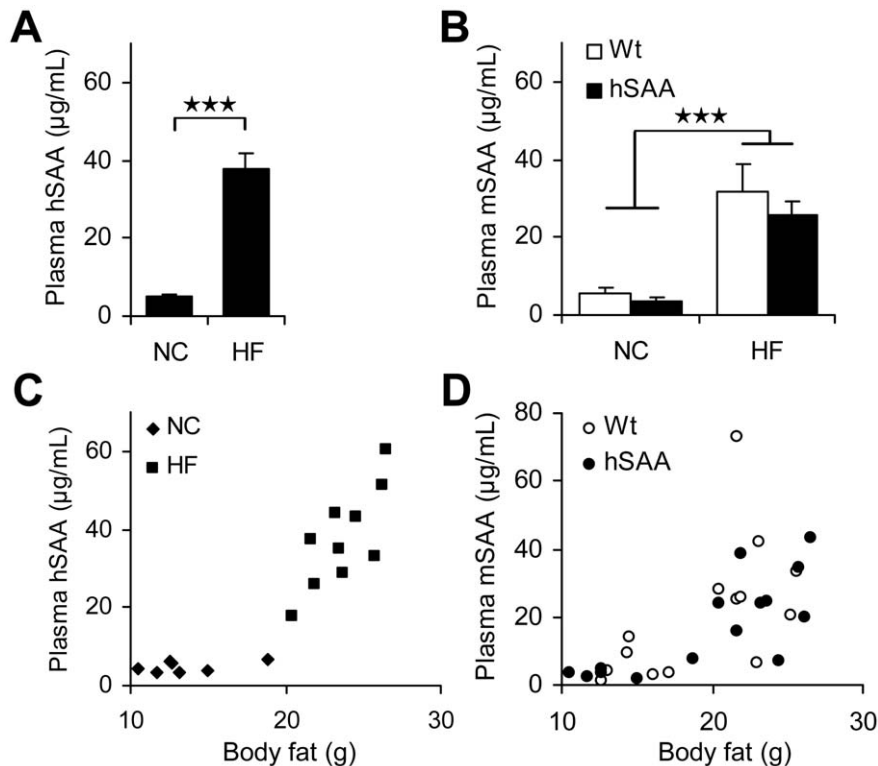 A
Plasma hSAA (µg/mL)
60
40
20
0
★★★
NC HF
B
Plasma mSAA (µg/mL)
60
40
20
0
Wt
hSAA
★★★
NC HF
C
Plasma hSAA (µg/mL)
60
40
20
0
NC
HF
10 20 30
Body fat (g)
D
Plasma mSAA (µg/mL)
80
60
40
20
0
Wt
hSAA
10 20 30
Body fat (g)